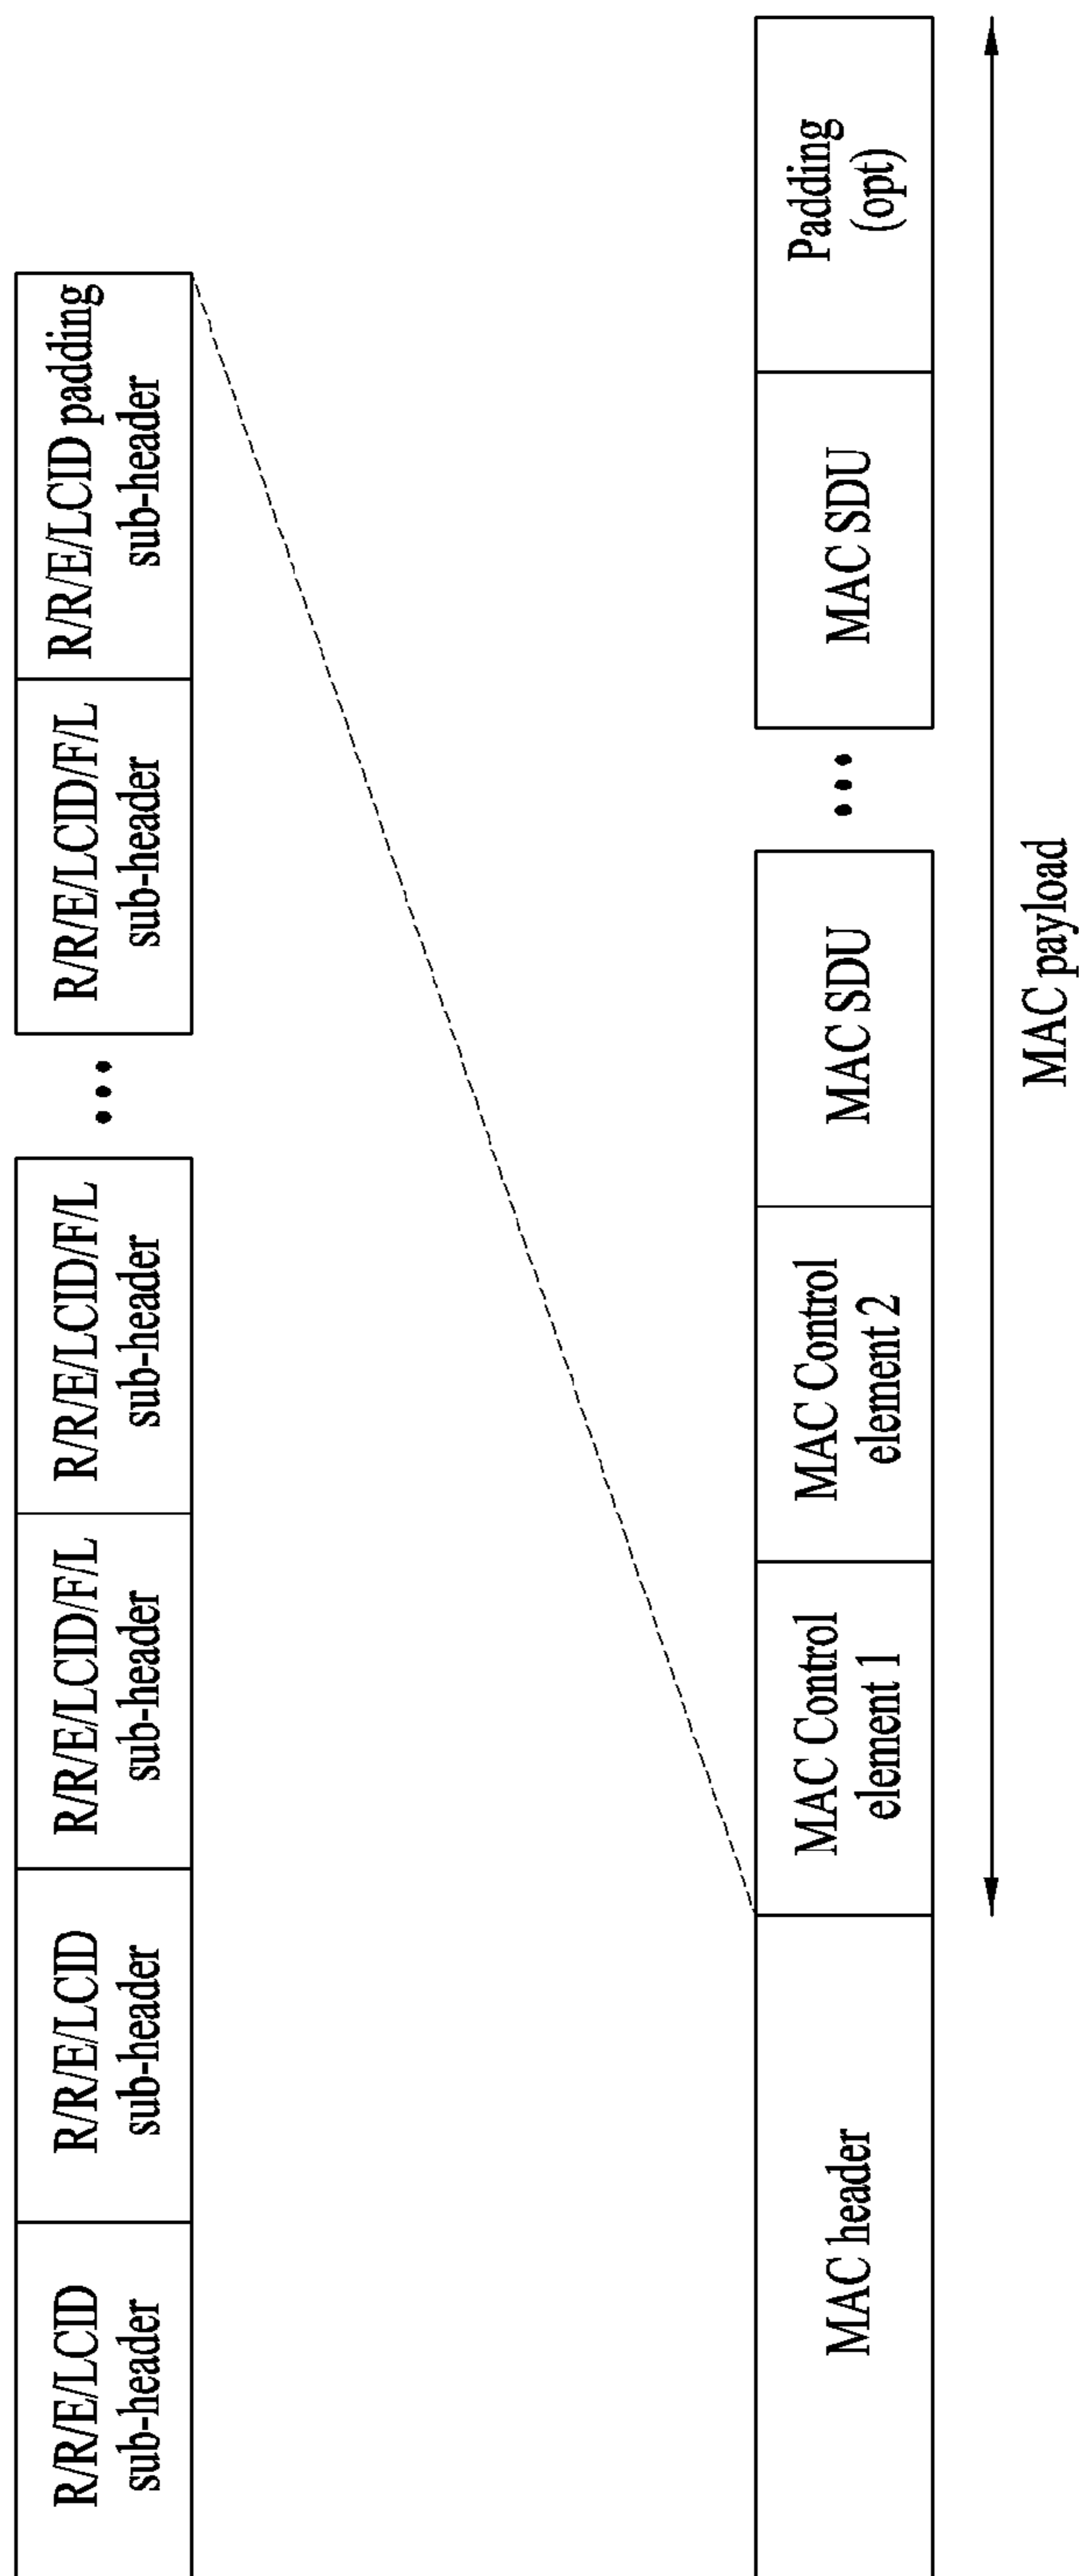 R/R/E/LCID
sub-header
R/R/E/LCID
sub-header
R/R/E/LCID/F/L
sub-header
R/R/E/LCID/F/L
sub-header
...
R/R/E/LCID/F/L
sub-header
R/R/E/LCID padding
sub-header
MAC header
MAC Control
element 1
MAC Control
element 2
MAC SDU
...
MAC SDU
Padding
(opt)
MAC payload